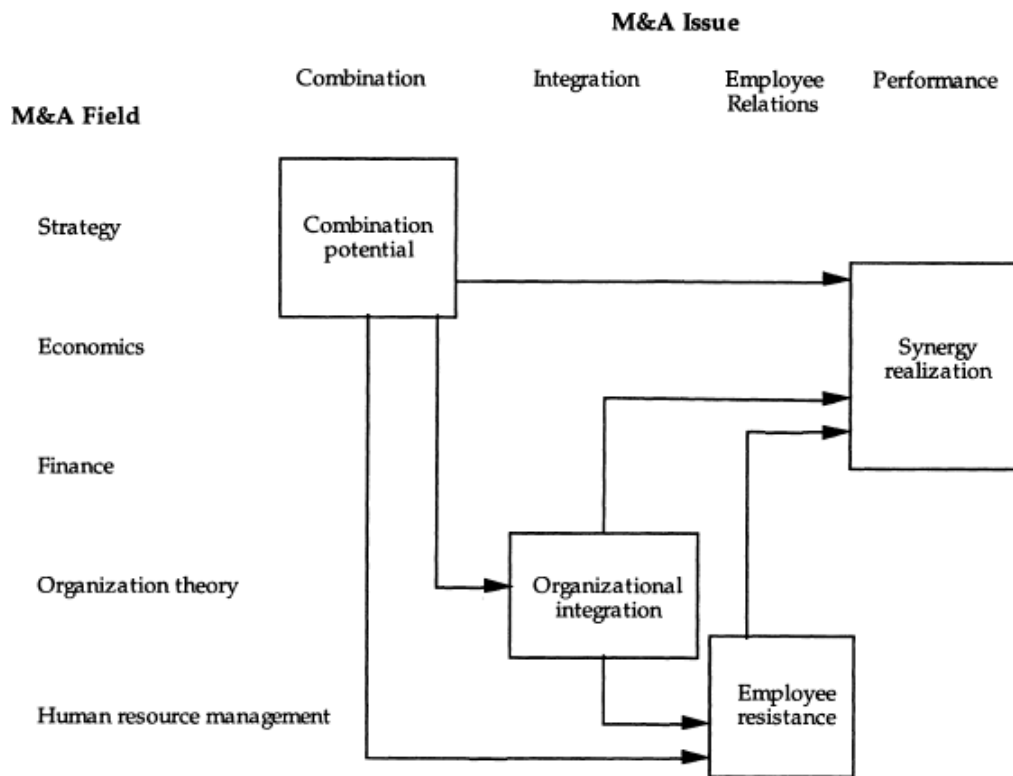 M&A Issue
Combination
Integration
Employee
Relations
Performance
M&A Field
Strategy
Combination
potential
Economics
Synergy
realization
Finance
Organization theory
Organizational
integration
Human resource management
Employee
resistance